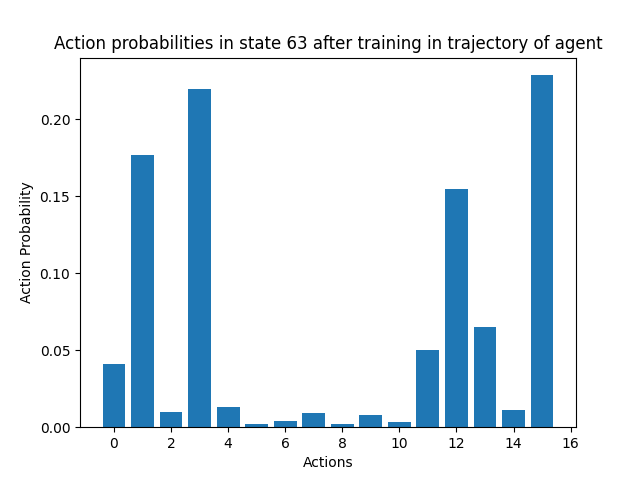 Action probabilities in state 63 after training in trajectory of agent
0.20
0.15
0.10
0.05
0.00
Action Probability
0 2 4 6 8 10 12 14 16
Actions